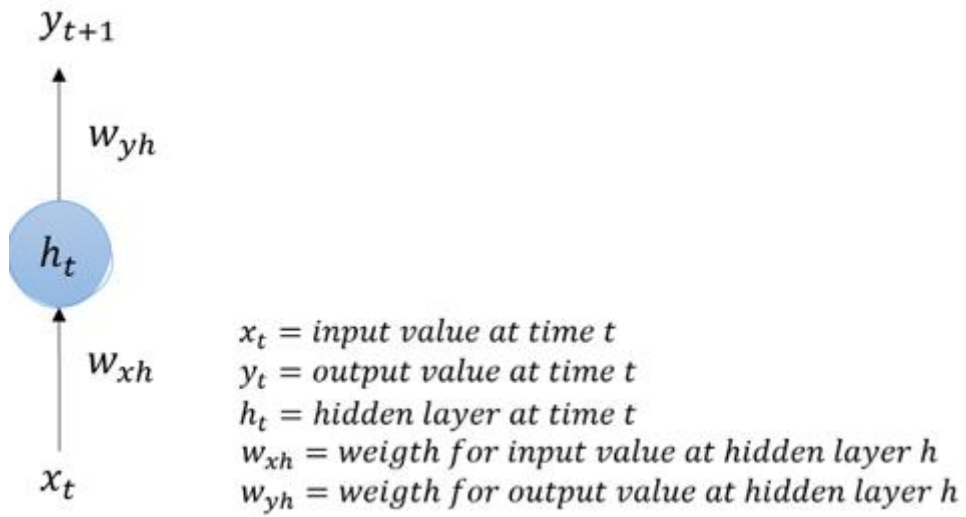 y_{t+1}
w_{yh}
h_t
w_{xh}
x_t
x_t = input value at time t
y_t = output value at time t
h_t = hidden layer at time t
w_{xh} = weigth for input value at hidden layer h
w_{yh} = weigth for output value at hidden layer h